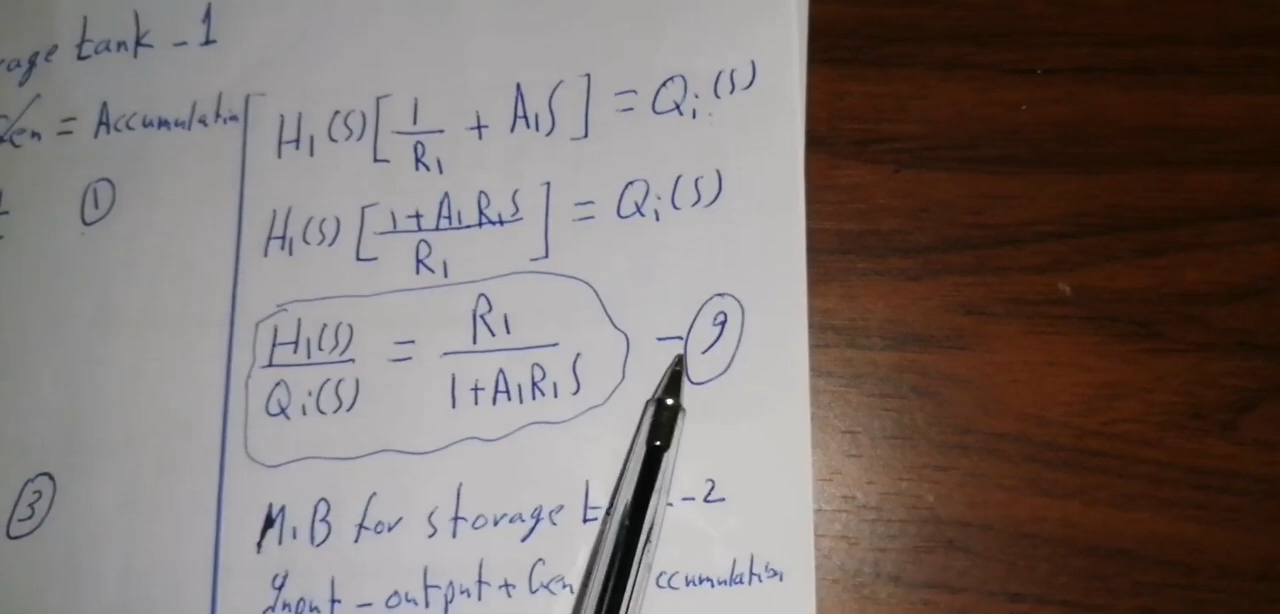 tank - 1
= Accumulation
①
③
H₁(S)[1/R₁ + A₁S] = Qi(S)
H₁(S)[1+A₁R₁S/R₁] = Qi(S)
H₁(S)/Qi(S) = R₁/1+A₁R₁S - ⑨
M.B for storage - 2
Input - output + Gen accumulation